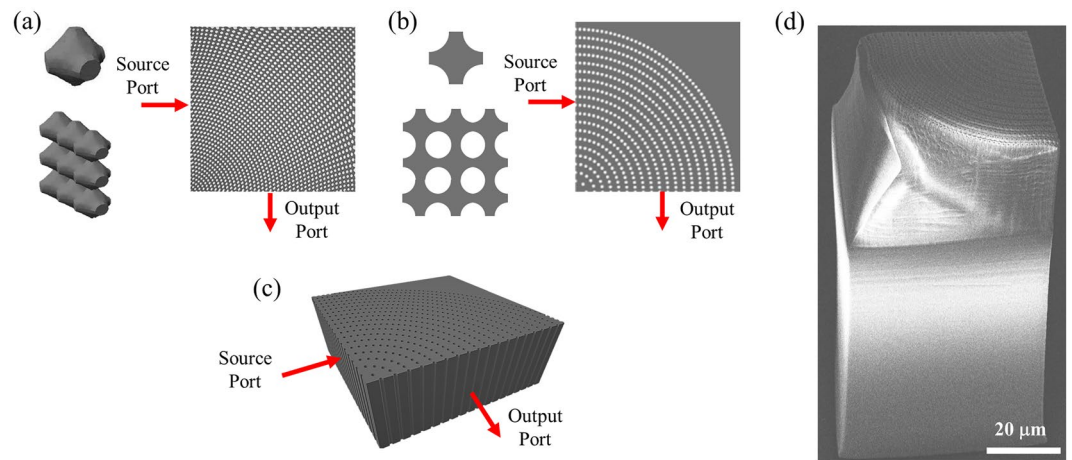 (a)
Source
Port
Output
Port
(b)
Source
Port
Output
Port
(c)
Source
Port
Output
Port
(d)
20 μm